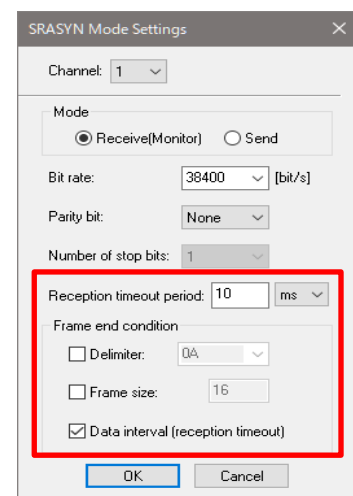 SRASYN Mode Settings
Channel: 1
Mode
Receive(Monitor) Send
Bit rate: 38400 [bit/s]
Parity bit: None
Number of stop bits: 1
Reception timeout period: 10 ms
Frame end condition
Delimiter: 0A
Frame size: 16
Data interval (reception timeout)
OK Cancel